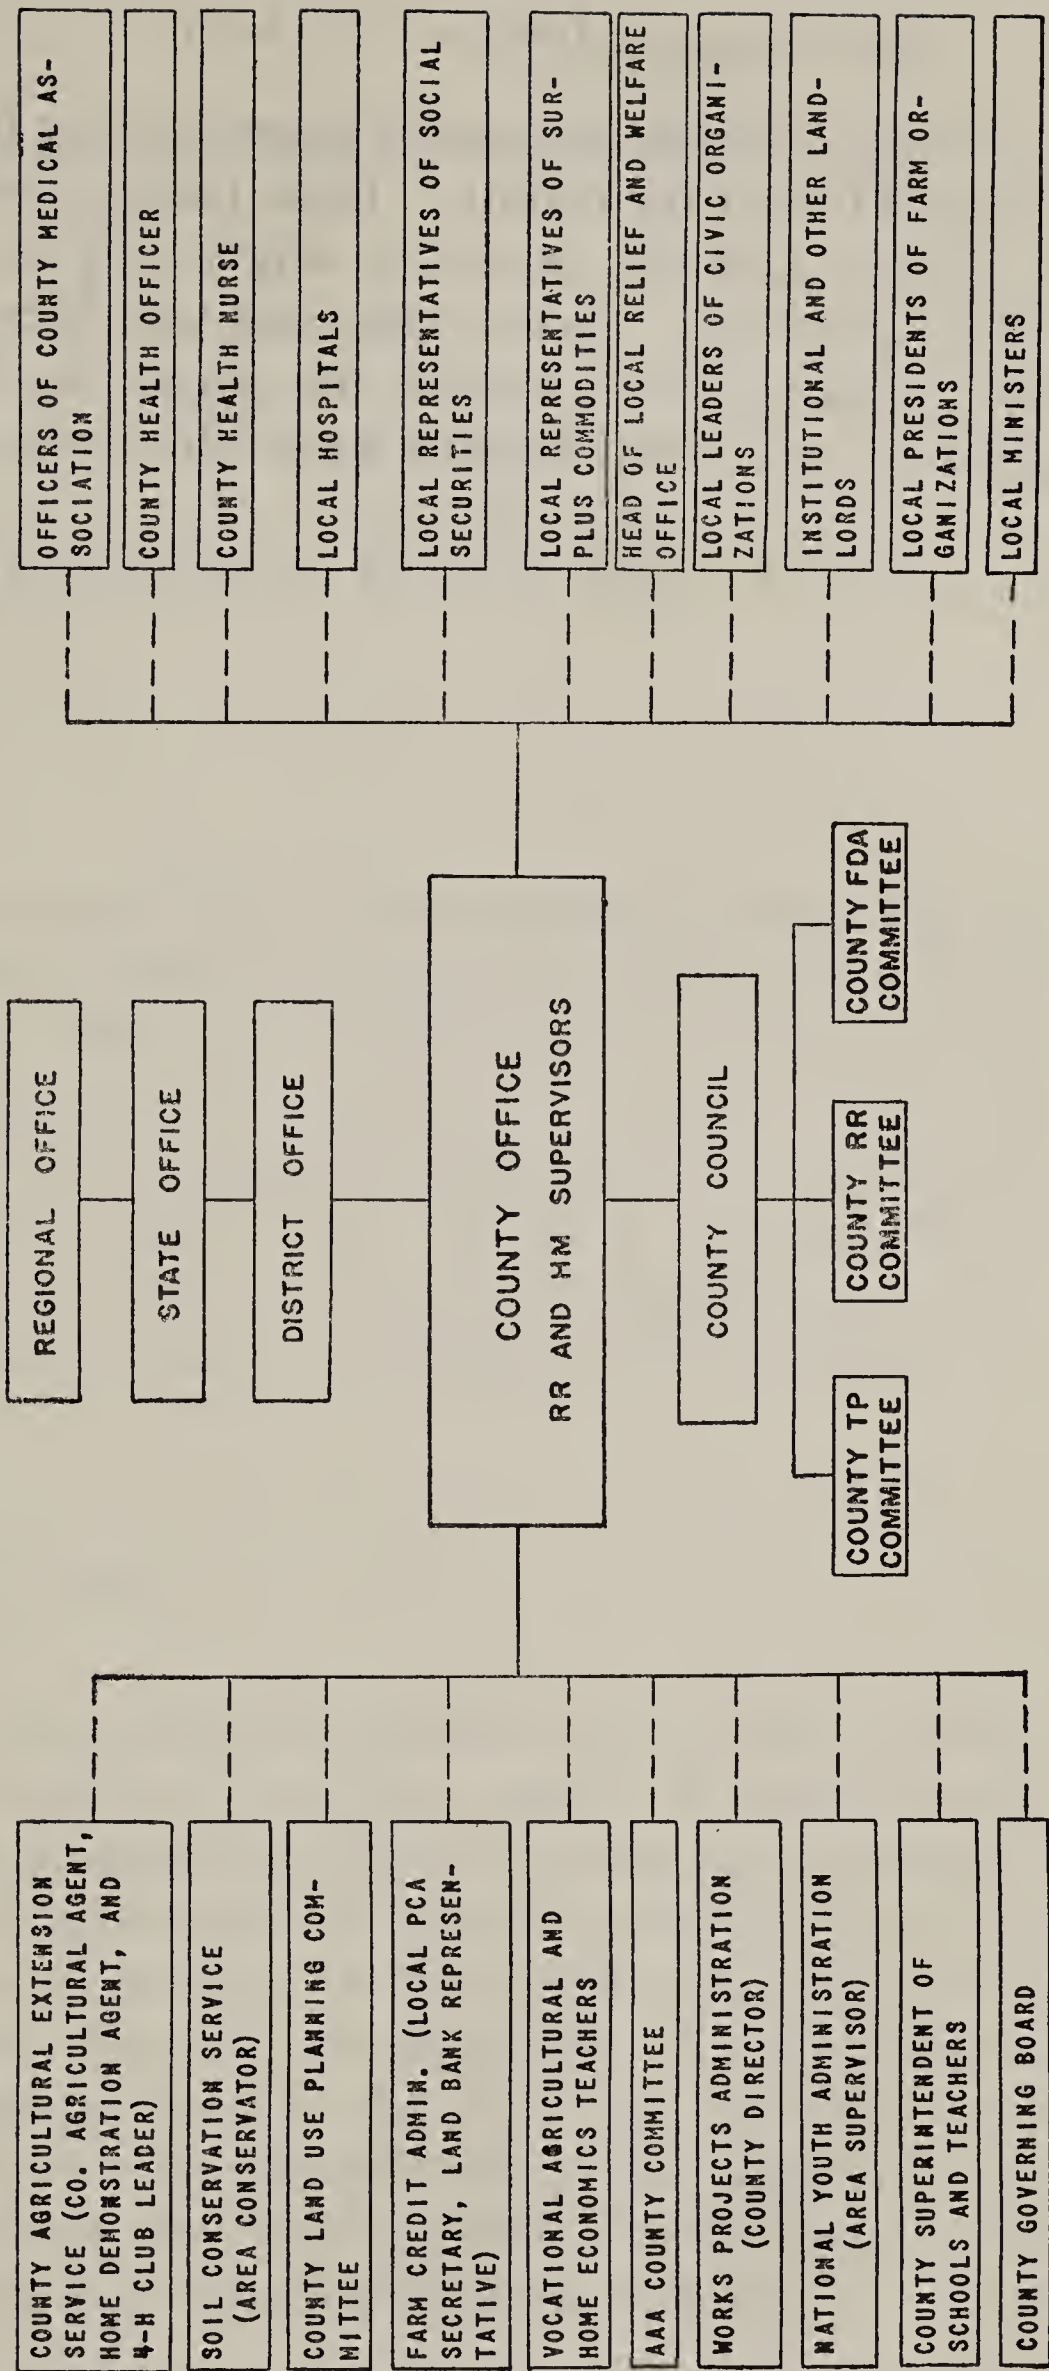 REGIONAL OFFICE
STATE OFFICE
DISTRICT OFFICE
COUNTY OFFICE
RR AND HM SUPERVISORS
COUNTY COUNCIL
COUNTY TP
COMMITTEE
COUNTY RR
COMMITTEE
COUNTY FDA
COMMITTEE
COUNTY AGRICULTURAL EXTENSION
SERVICE (CO. AGRICULTURAL AGENT,
HOME DEMONSTRATION AGENT, AND
4-H CLUB LEADER)
SOIL CONSERVATION SERVICE
(AREA CONSERVATOR)
COUNTY LAND USE PLANNING COM-
MITTEE
FARM CREDIT ADMIN. (LOCAL PCA
SECRETARY, LAND BANK REPRESEN-
TATIVE)
VOCATIONAL AGRICULTURAL AND
HOME ECONOMICS TEACHERS
AAA COUNTY COMMITTEE
WORKS PROJECTS ADMINISTRATION
(COUNTY DIRECTOR)
NATIONAL YOUTH ADMINISTRATION
(AREA SUPERVISOR)
COUNTY SUPERINTENDENT OF
SCHOOLS AND TEACHERS
COUNTY GOVERNING BOARD
OFFICERS OF COUNTY MEDICAL AS-
SOCIATION
COUNTY HEALTH OFFICER
COUNTY HEALTH NURSE
LOCAL HOSPITALS
LOCAL REPRESENTATIVES OF SOCIAL
SECURITIES
LOCAL REPRESENTATIVES OF SUR-
PLUS COMMODITIES
HEAD OF LOCAL RELIEF AND WELFARE
OFFICE
LOCAL LEADERS OF CIVIC ORGANI-
ZATIONS
INSTITUTIONAL AND OTHER LAND-
LORDS
LOCAL PRESIDENTS OF FARM OR-
GANIZATIONS
LOCAL MINISTERS